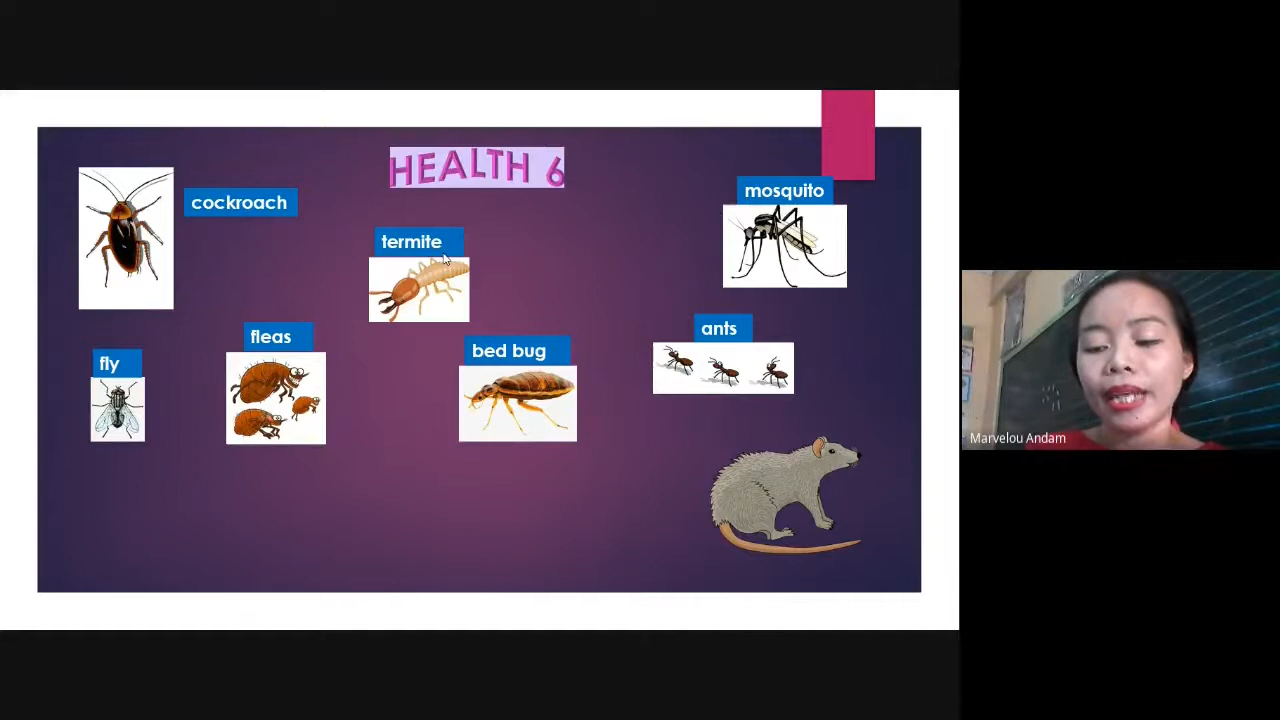 HEALTH 6
mosquito
cockroach
termite
ants
fleas
bed bug
fly
Marvelou Andam